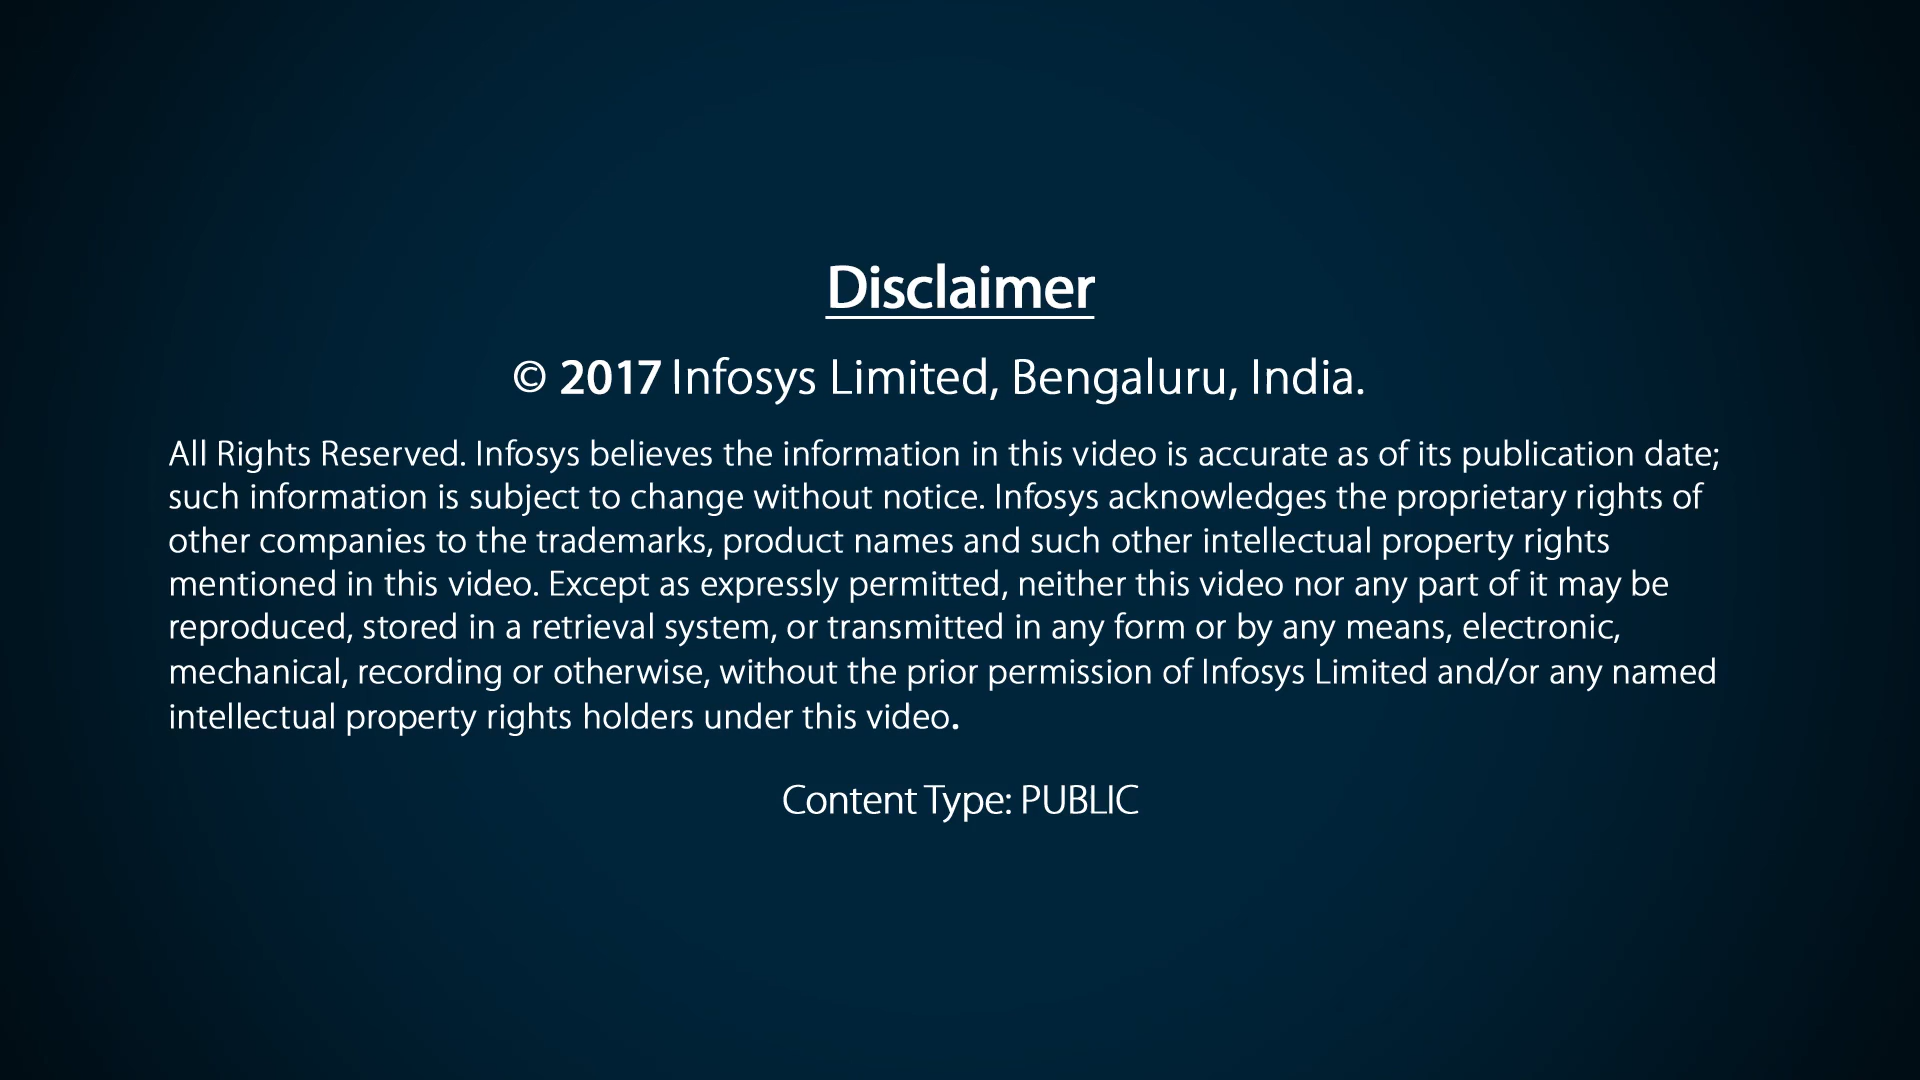 Disclaimer
© 2017 Infosys Limited, Bengaluru, India.
All Rights Reserved. Infosys believes the information in this video is accurate as of its publication date;
such information is subject to change without notice. Infosys acknowledges the proprietary rights of
other companies to the trademarks, product names and such other intellectual property rights
mentioned in this video. Except as expressly permitted, neither this video nor any part of it may be
reproduced, stored in a retrieval system, or transmitted in any form or by any means, electronic,
mechanical, recording or otherwise, without the prior permission of Infosys Limited and/or any named
intellectual property rights holders under this video.
Content Type: PUBLIC